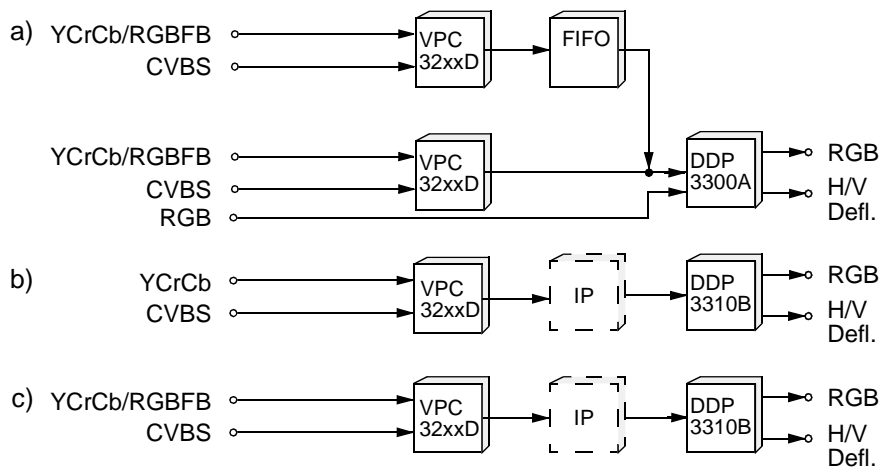 a)
YCrCb/RGBFB
CVBS
VPC
32xxD
FIFO
YCrCb/RGBFB
CVBS
RGB
VPC
32xxD
DDP
3300A
RGB
H/V
Defl.
b)
YCrCb
CVBS
VPC
32xxD
IP
DDP
3310B
RGB
H/V
Defl.
c)
YCrCb/RGBFB
CVBS
VPC
32xxD
IP
DDP
3310B
RGB
H/V
Defl.